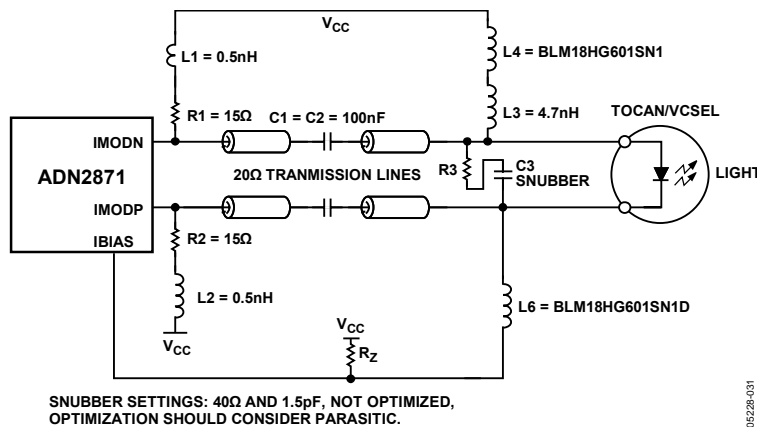 VCC
L1 = 0.5nH
L4 = BLM18HG601SN1
R1 = 15Ω
C1 = C2 = 100nF
L3 = 4.7nH
TOCAN/VCSEL
IMODN
ADN2871
R3
C3
SNUBBER
20Ω TRANMISSION LINES
LIGHT
IMODP
IBIAS
R2 = 15Ω
L2 = 0.5nH
L6 = BLM18HG601SN1D
VCC
VCC
RZ
SNUBBER SETTINGS: 40Ω AND 1.5pF, NOT OPTIMIZED,
OPTIMIZATION SHOULD CONSIDER PARASITIC.
05228-031